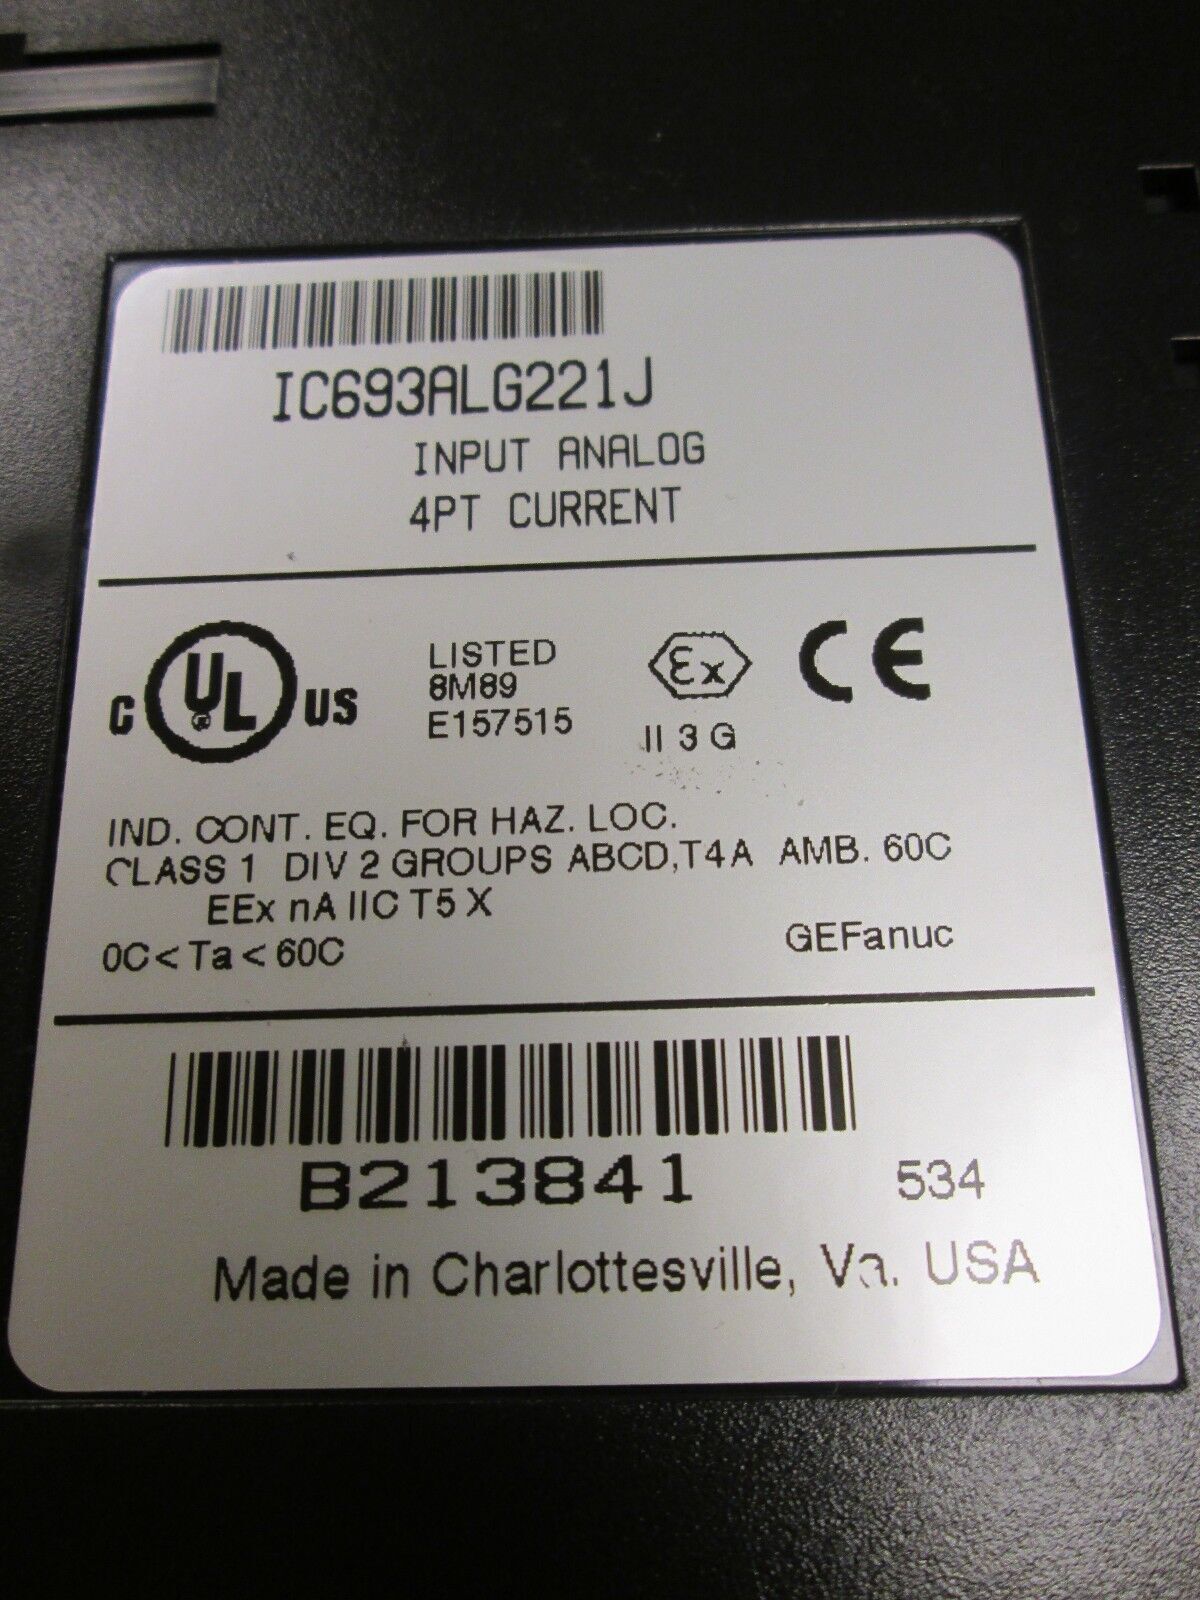 IC693ALG221J
INPUT ANALOG
4PT CURRENT
C UL ® US
LISTED
8M89
E157515
Ex
II 3 G
CE
IND. CONT. EQ. FOR HAZ. LOC.
CLASS 1 DIV 2 GROUPS ABCD,T4A AMB. 60C
EEx nA IIC T5 X
0C < Ta < 60C
GEFanuc
B213841
534
Made in Charlottesville, Va. USA